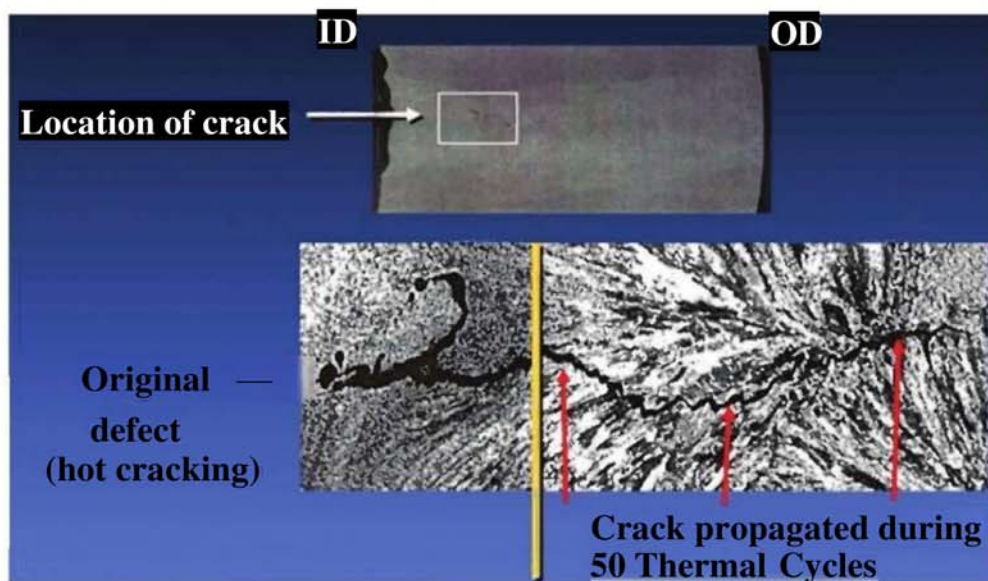 ID
OD
Location of crack
Original —
defect
(hot cracking)
Crack propagated during
50 Thermal Cycles